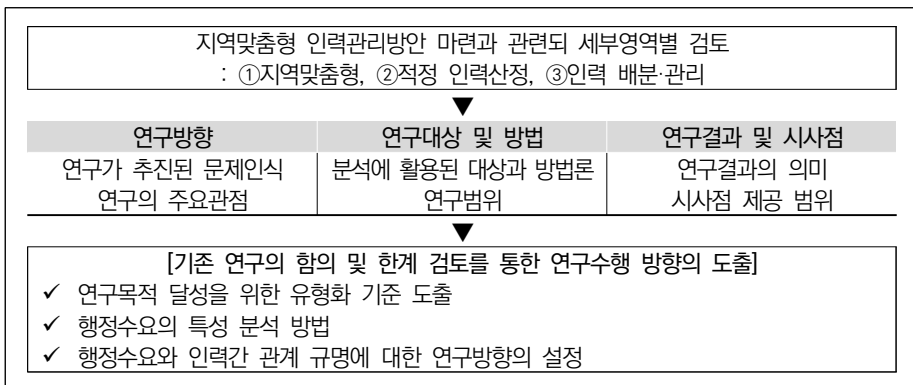 지역맞춤형 인력관리방안 마련과 관련되 세부영역별 검토
: ①지역맞춤형, ②적정 인력산정, ③인력 배분·관리
▼
연구방향 연구대상 및 방법 연구결과 및 시사점
연구가 추진된 문제인식 분석에 활용된 대상과 방법론 연구결과의 의미
연구의 주요관점 연구범위 시사점 제공 범위
▼
[기존 연구의 함의 및 한계 검토를 통한 연구수행 방향의 도출]
✓ 연구목적 달성을 위한 유형화 기준 도출
✓ 행정수요의 특성 분석 방법
✓ 행정수요와 인력간 관계 규명에 대한 연구방향의 설정